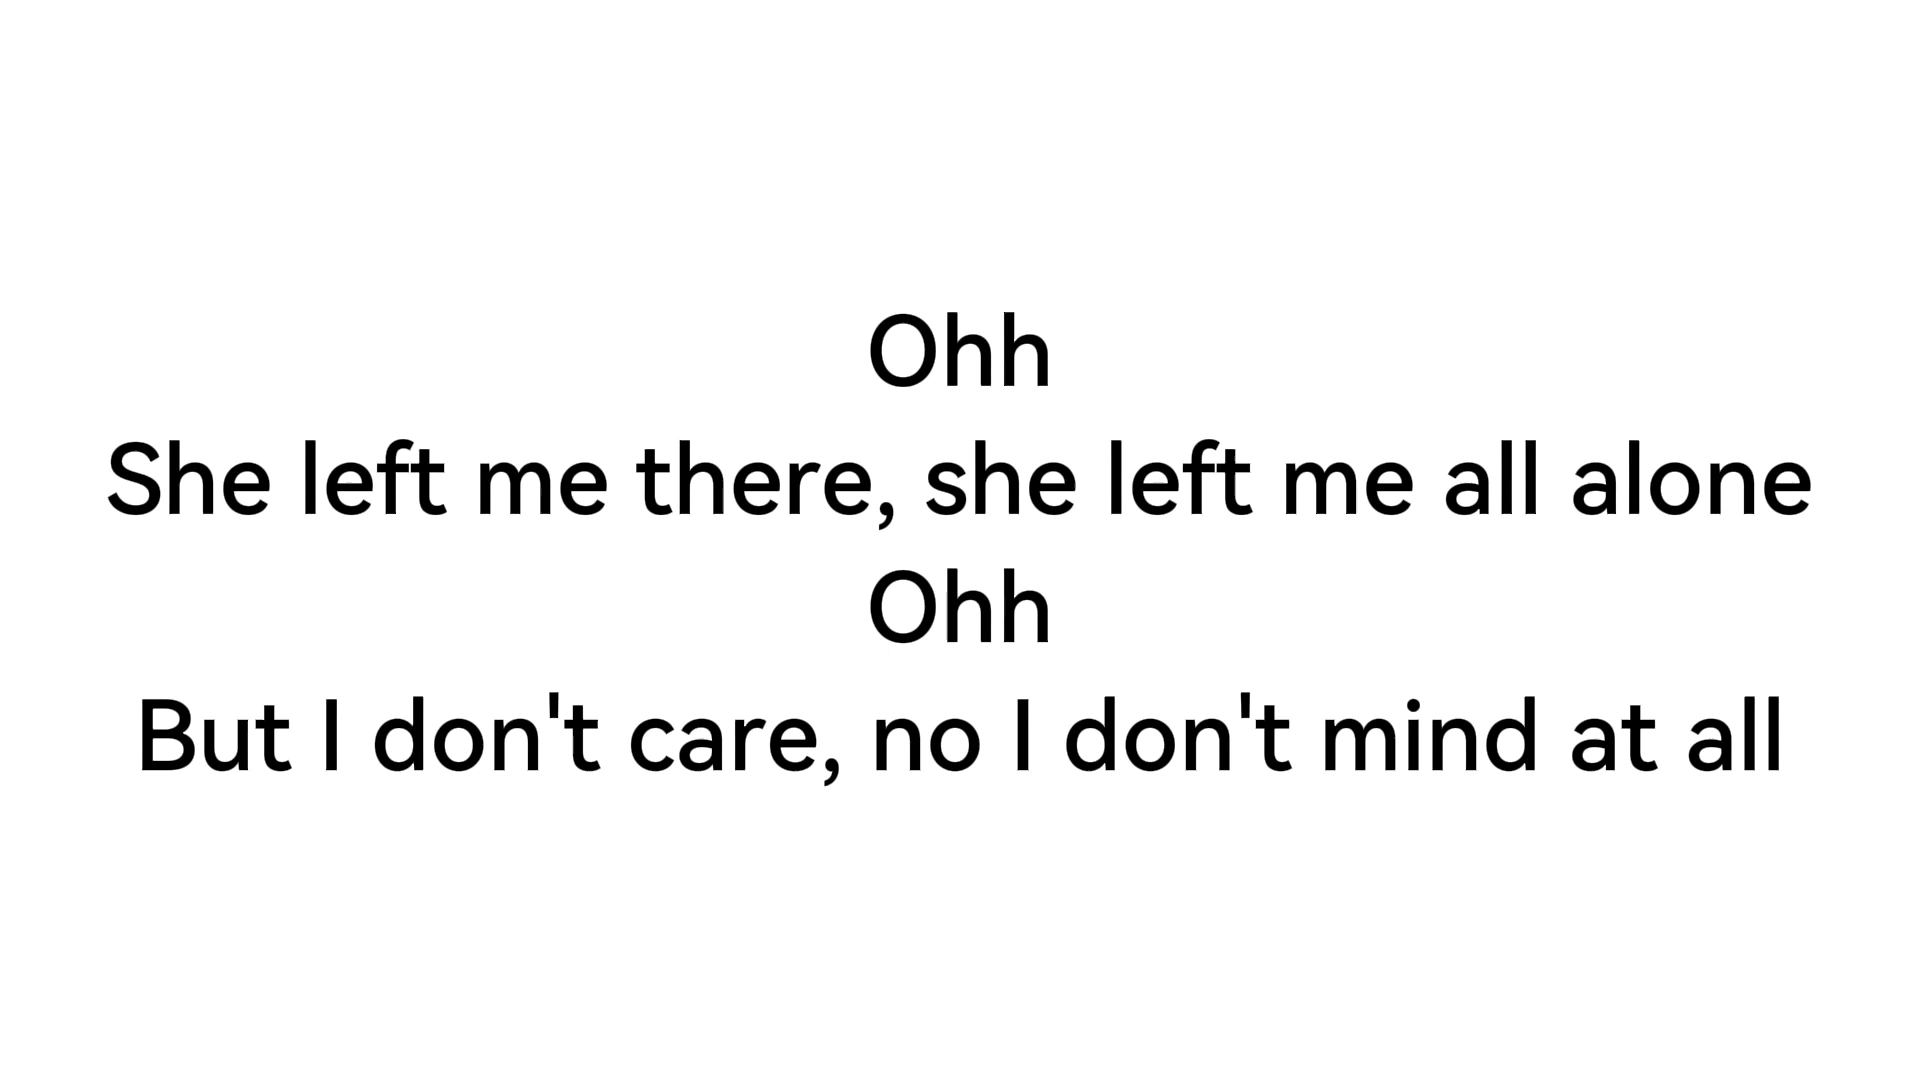 Ohh
She left me there, she left me all alone
Ohh
But I don't care, no I don't mind at all